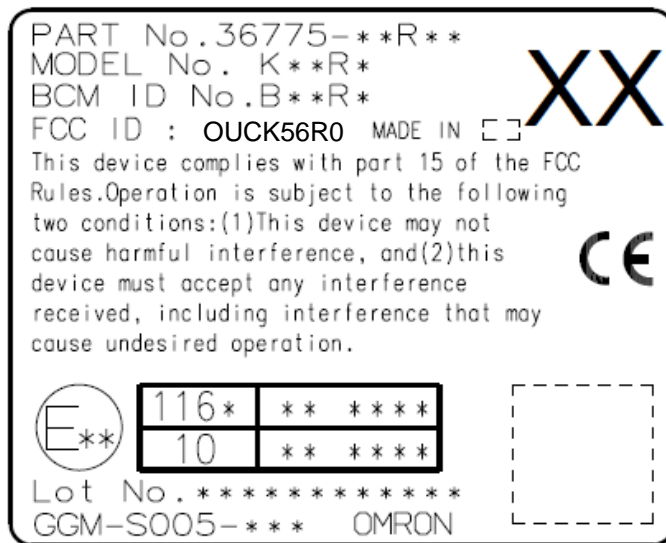 PART No.36775-**R**
MODEL No. K**R*
XX
BCM ID No.B**R*
FCC ID : OUCK56R0 MADE IN
This device complies with part 15 of the FCC
Rules.Operation is subject to the following
two conditions:(1)This device may not
cause harmful interference, and(2)this
device must accept any interference
received, including interference that may
cause undesired operation.
CE
E**
116* ** ****
10 ** ****
Lot No.************
GGM-S005-*** OMRON